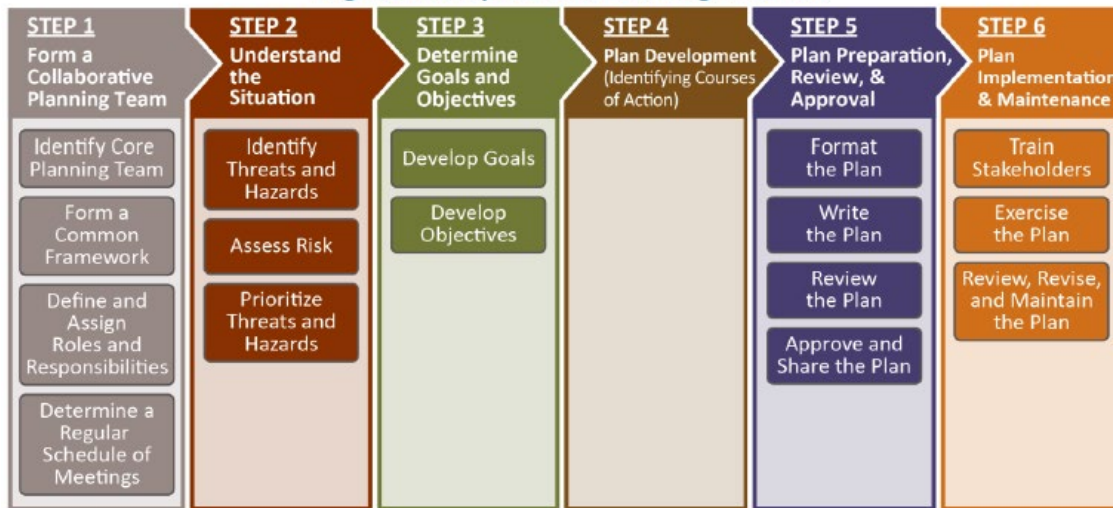 STEP 1
Form a
Collaborative
Planning Team
Identify Core
Planning Team
Form a
Common
Framework
Define and
Assign
Roles and
Responsibilities
Determine a
Regular
Schedule of
Meetings
STEP 2
Understand
the
Situation
Identify
Threats and
Hazards
Assess Risk
Prioritize
Threats and
Hazards
STEP 3
Determine
Goals and
Objectives
Develop Goals
Develop
Objectives
STEP 4
Plan Development
(Identifying Courses
of Action)
STEP 5
Plan Preparation,
Review, &
Approval
Format
the Plan
Write
the Plan
Review
the Plan
Approve and
Share the Plan
STEP 6
Plan
Implementation
& Maintenance
Train
Stakeholders
Exercise
the Plan
Review, Revise,
and Maintain
the Plan